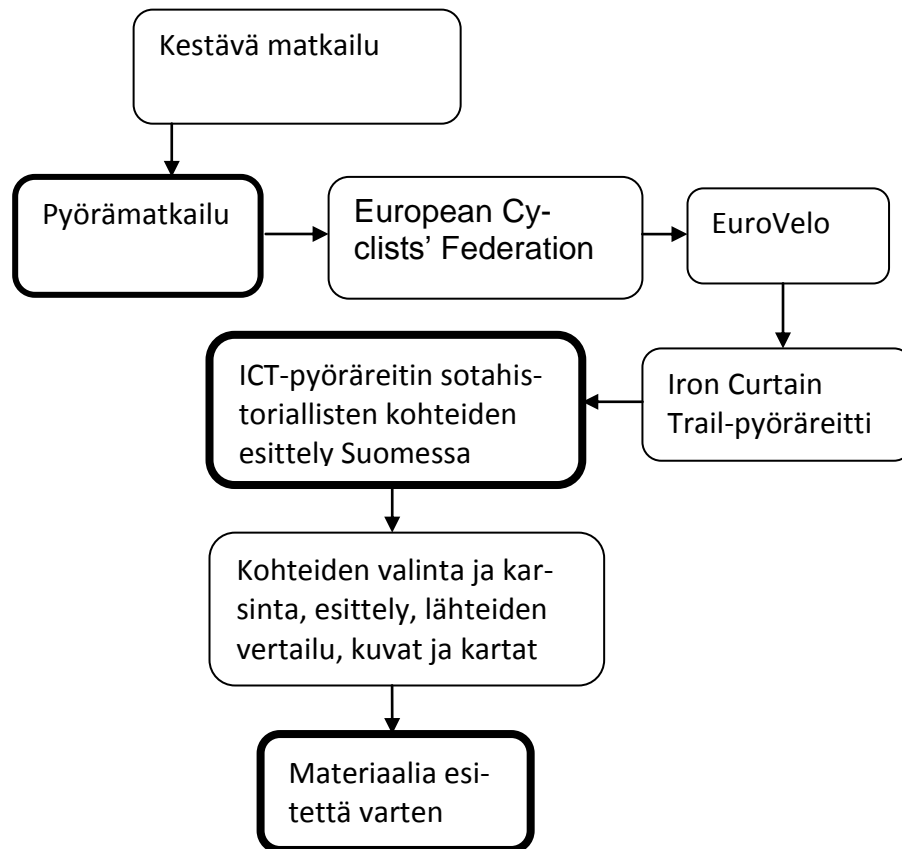 Kestävä matkailu
Pyörämatkailu
European Cy-
clists’ Federation
EuroVelo
Iron Curtain
Trail-pyöräreitti
ICT-pyöräreitin sotahis-
toriallisten kohteiden
esittely Suomessa
Kohteiden valinta ja kar-
sinta, esittely, lähteiden
vertailu, kuvat ja kartat
Materiaalia esi-
tettä varten